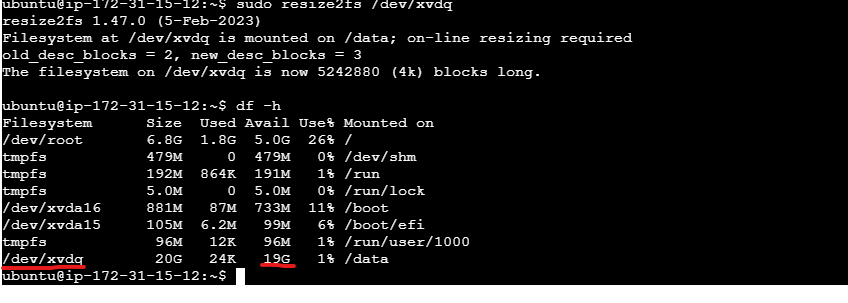 ubuntu@ip-172-31-15-12:~$ sudo resize2fs /dev/xvdq
resize2fs 1.47.0 (5-Feb-2023)
Filesystem at /dev/xvdq is mounted on /data; on-line resizing required
old_desc_blocks = 2, new_desc_blocks = 3
The filesystem on /dev/xvdq is now 5242880 (4k) blocks long.
ubuntu@ip-172-31-15-12:~$ df -h
Filesystem      Size  Used Avail Use% Mounted on
/dev/root       6.8G  1.8G  5.0G  26% /
tmpfs           479M     0  479M   0% /dev/shm
tmpfs           192M  864K  191M   1% /run
tmpfs           5.0M     0  5.0M   0% /run/lock
/dev/xvda16     881M   87M  733M  11% /boot
/dev/xvda15     105M  6.2M   99M   6% /boot/efi
tmpfs            96M   12K   96M   1% /run/user/1000
/dev/xvdq        20G   24K   19G   1% /data
ubuntu@ip-172-31-15-12:~$